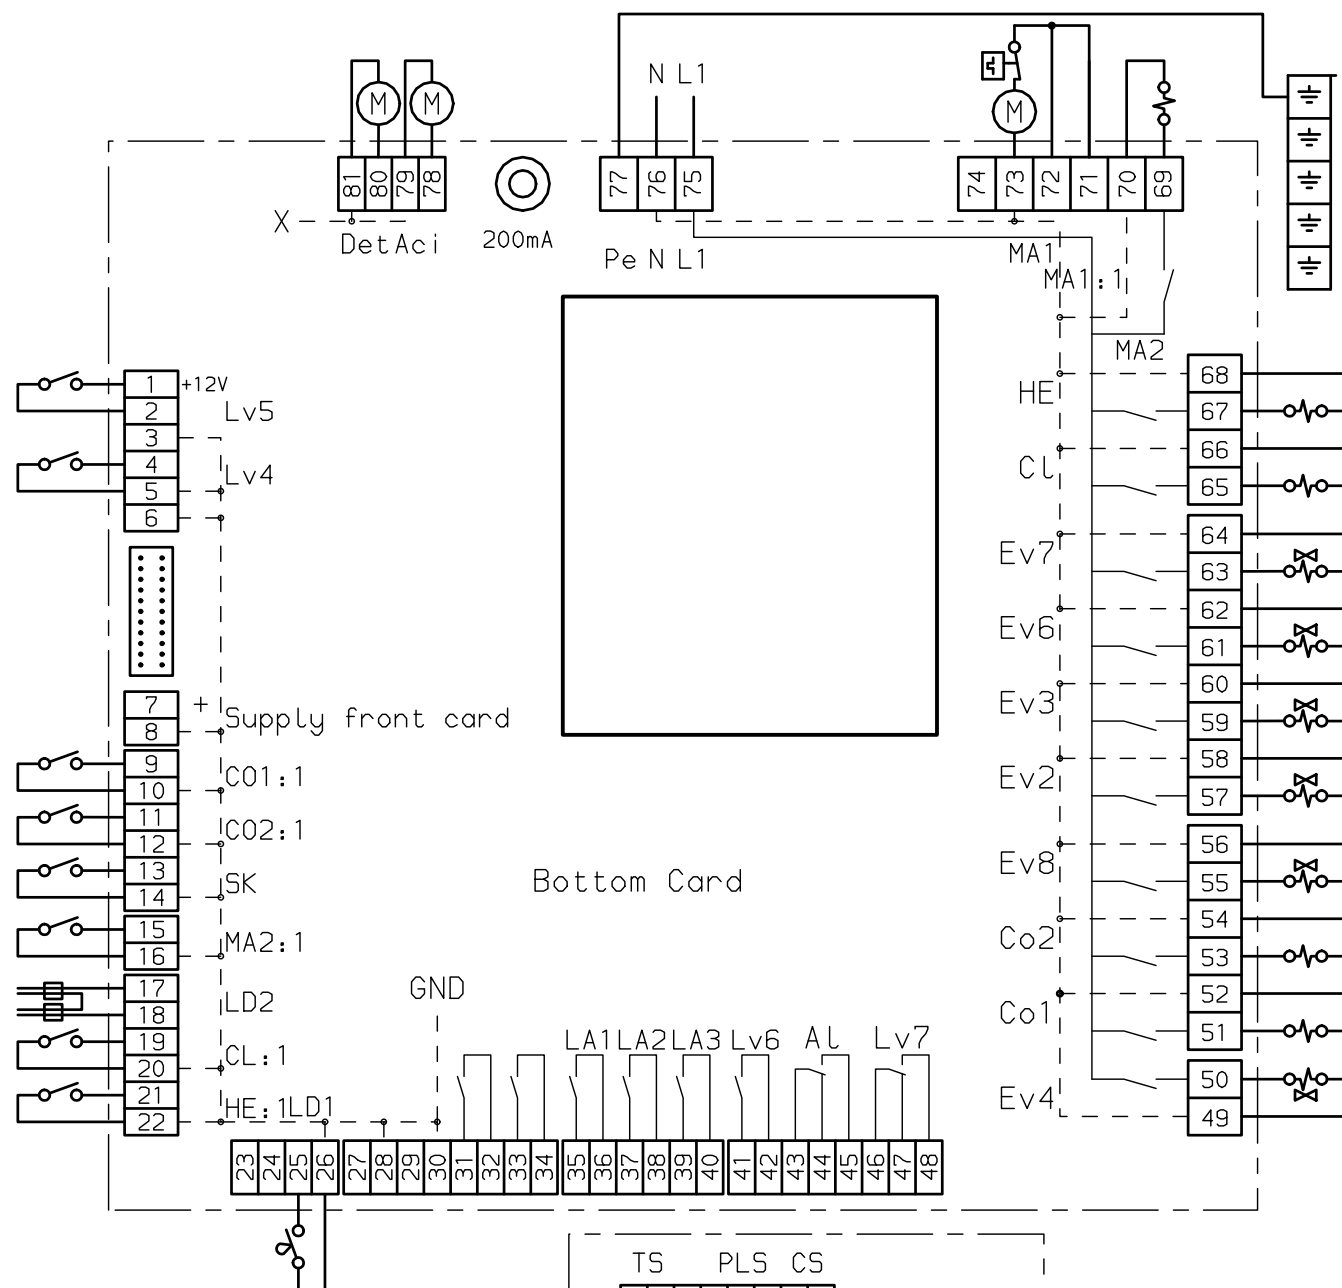 N L1
M M M
81 80 79 78
77 76 75
74 73 72 71 70 69
X
DetAci
200mA
Pe N L1
MA1
MA1:1
MA2
1 +12V
2
Lv5
3
4
Lv4
5
6
7 +
8
Supply front card
9
CO1:1
10
11
CO2:1
12
13
SK
14
15
MA2:1
16
17
LD2
18
19
CL:1
20
21
HE:1 LD1
22
68
HE
67
66
Cl
65
64
Ev7
63
62
Ev6
61
60
Ev3
59
58
Ev2
57
56
Ev8
55
54
Co2
53
52
Co1
51
50
Ev4
49
Bottom Card
GND
LA1 LA2 LA3 Lv6 Al Lv7
23 24 25 26
27 28 29 30 31 32 33 34
35 36 37 38 39 40
41 42 43 44 45 46 47 48
TS PLS CS